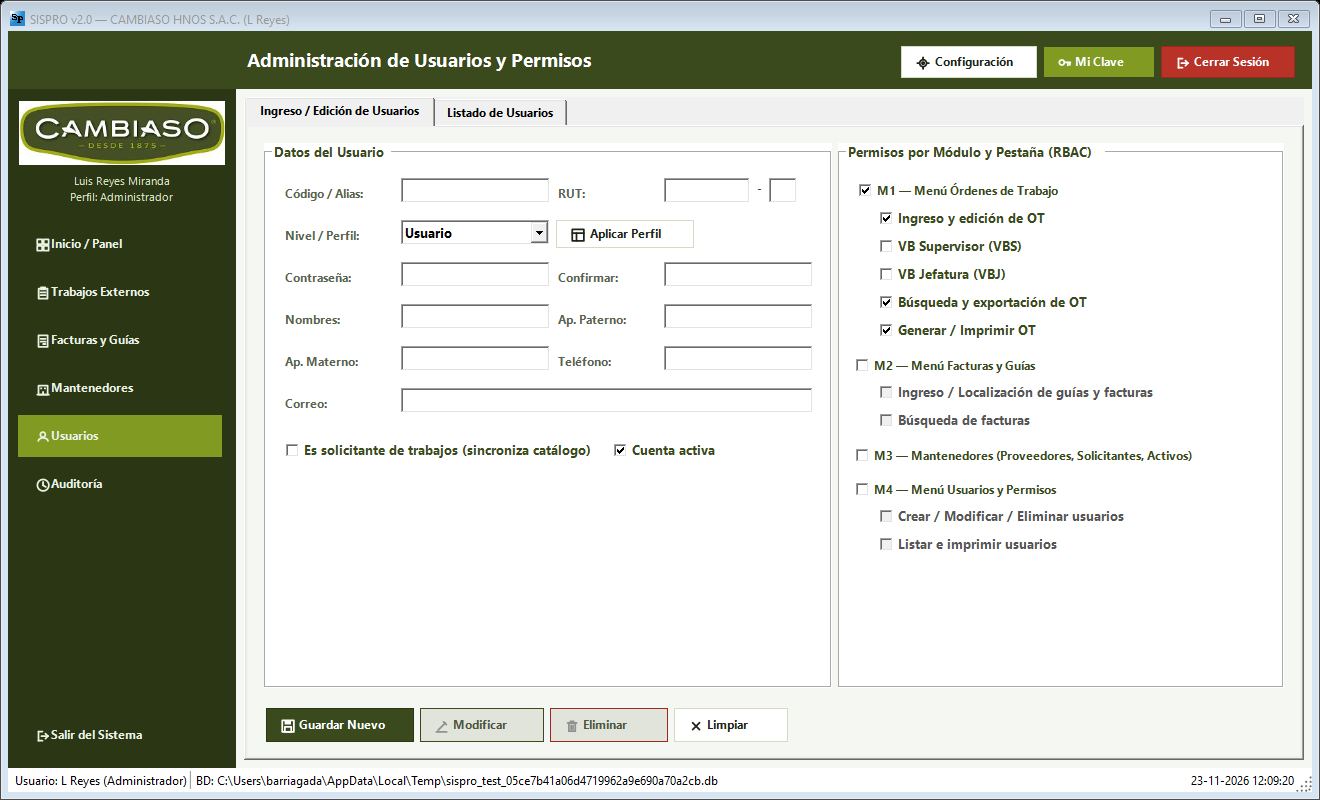 SISPRO v2.0 — CAMBIASO HNOS S.A.C. (L Reyes)
Administración de Usuarios y Permisos
Configuración
Mi Clave
Cerrar Sesión
CAMBIASO
DESDE 1875
Luis Reyes Miranda
Perfil: Administrador
Inicio / Panel
Trabajos Externos
Facturas y Guías
Mantenedores
Usuarios
Auditoría
Salir del Sistema
Ingreso / Edición de Usuarios
Listado de Usuarios
Datos del Usuario
Código / Alias:
RUT:
-
Nivel / Perfil:
Usuario
Aplicar Perfil
Contraseña:
Confirmar:
Nombres:
Ap. Paterno:
Ap. Materno:
Teléfono:
Correo:
Es solicitante de trabajos (sincroniza catálogo)
Cuenta activa
Permisos por Módulo y Pestaña (RBAC)
M1 — Menú Órdenes de Trabajo
Ingreso y edición de OT
VB Supervisor (VBS)
VB Jefatura (VBJ)
Búsqueda y exportación de OT
Generar / Imprimir OT
M2 — Menú Facturas y Guías
Ingreso / Localización de guías y facturas
Búsqueda de facturas
M3 — Mantenedores (Proveedores, Solicitantes, Activos)
M4 — Menú Usuarios y Permisos
Crear / Modificar / Eliminar usuarios
Listar e imprimir usuarios
Guardar Nuevo
Modificar
Eliminar
Limpiar
Usuario: L Reyes (Administrador)
BD: C:\Users\barriagada\AppData\Local\Temp\sispro_test_05ce7b41a06d4719962a9e690a70a2cb.db
23-11-2026 12:09:20